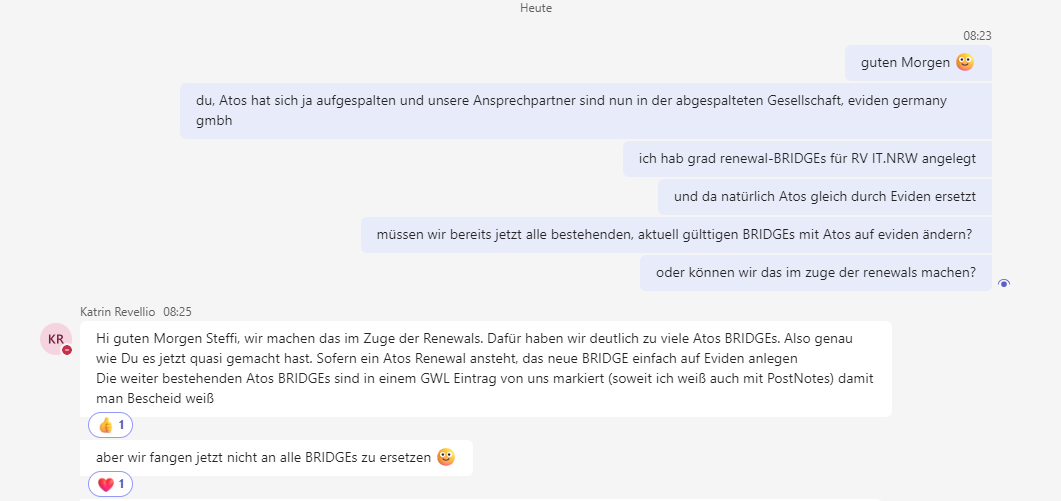 Heute
08:23
guten Morgen
du, Atos hat sich ja aufgespalten und unsere Ansprechpartner sind nun in der abgespalteten Gesellschaft, eviden germany
gmbh
ich hab grad renewal-BRIDGEs für RV IT.NRW angelegt
und da natürlich Atos gleich durch Eviden ersetzt
müssen wir bereits jetzt alle bestehenden, aktuell gülttigen BRIDGEs mit Atos auf eviden ändern?
oder können wir das im zuge der renewals machen?
Katrin Revellio 08:25
KR
Hi guten Morgen Steffi, wir machen das im Zuge der Renewals. Dafür haben wir deutlich zu viele Atos BRIDGEs. Also genau
wie Du es jetzt quasi gemacht hast. Sofern ein Atos Renewal ansteht, das neue BRIDGE einfach auf Eviden anlegen
Die weiter bestehenden Atos BRIDGEs sind in einem GWL Eintrag von uns markiert (soweit ich weiß auch mit PostNotes) damit
man Bescheid weiß
1
aber wir fangen jetzt nicht an alle BRIDGEs zu ersetzen
1